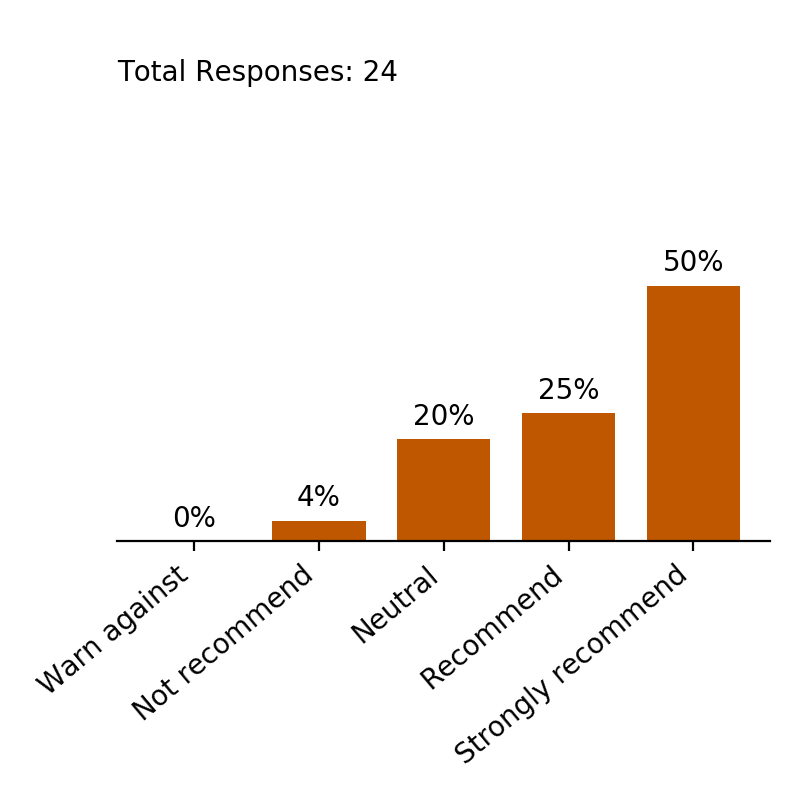 Total Responses: 24
50%
25%
20%
4%
0%
Warn against
Not recommend
Neutral
Recommend
Strongly recommend